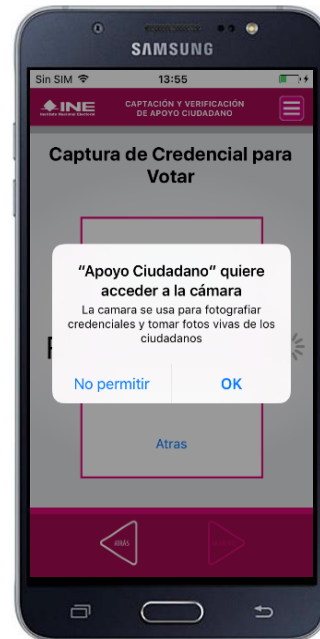 SAMSUNG
Sin SIM 13:55
INE
Instituto Nacional Electoral
CAPTACIÓN Y VERIFICACIÓN
DE APOYO CIUDADANO
Captura de Credencial para
Votar
“Apoyo Ciudadano” quiere
acceder a la cámara
La camara se usa para fotografiar
credenciales y tomar fotos vivas de los
ciudadanos
No permitir OK
Atras
ATRÁS